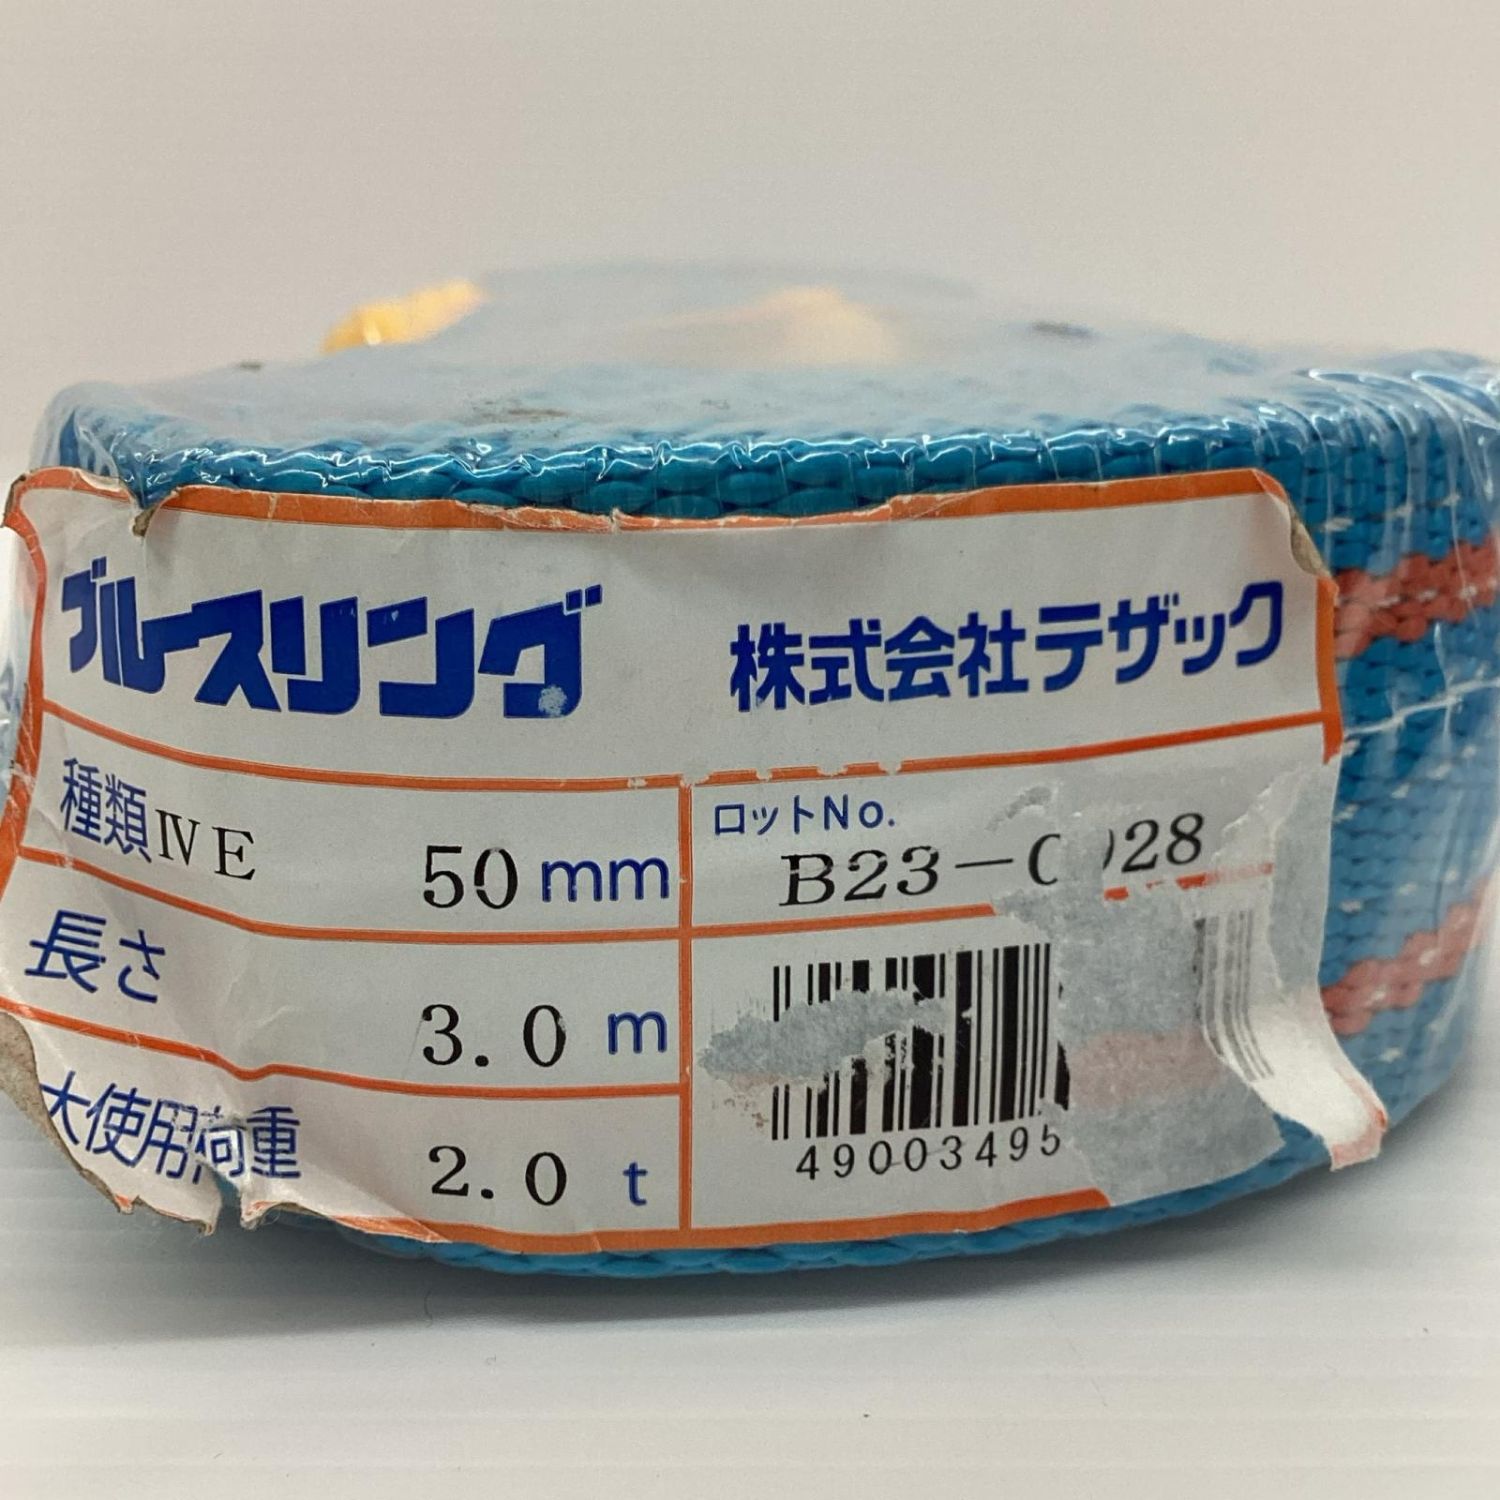 ブルースリング 株式会社テザック
種類ⅣE 50mm
ロットNo.
B23-
長さ 3.0m
大使用荷重 2.0t
49003495